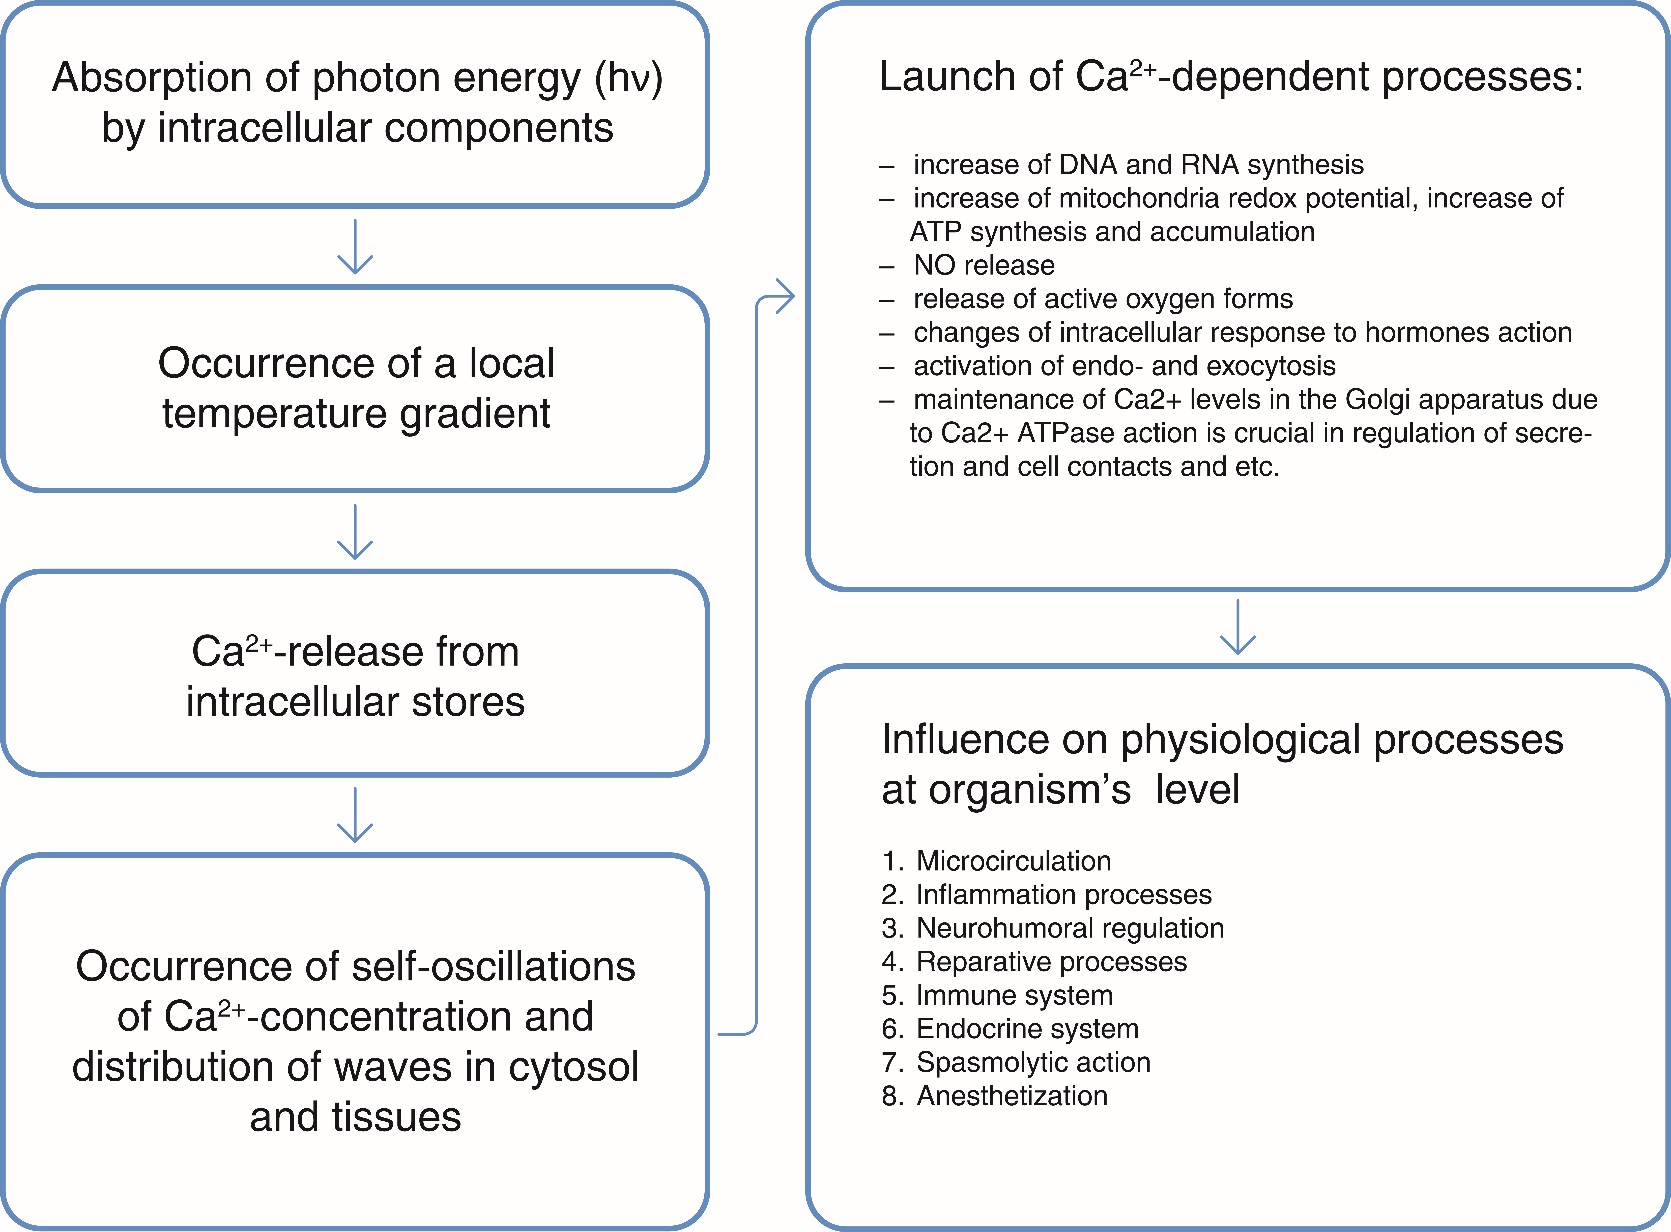 Absorption of photon energy (hν)
by intracellular components
Occurrence of a local
temperature gradient
Ca²⁺-release from
intracellular stores
Occurrence of self-oscillations
of Ca²⁺-concentration and
distribution of waves in cytosol
and tissues
Launch of Ca²⁺-dependent processes:
– increase of DNA and RNA synthesis
– increase of mitochondria redox potential, increase of
ATP synthesis and accumulation
– NO release
– release of active oxygen forms
– changes of intracellular response to hormones action
– activation of endo- and exocytosis
– maintenance of Ca2+ levels in the Golgi apparatus due
to Ca2+ ATPase action is crucial in regulation of secre-
tion and cell contacts and etc.
Influence on physiological processes
at organism’s level
1. Microcirculation
2. Inflammation processes
3. Neurohumoral regulation
4. Reparative processes
5. Immune system
6. Endocrine system
7. Spasmolytic action
8. Anesthetization